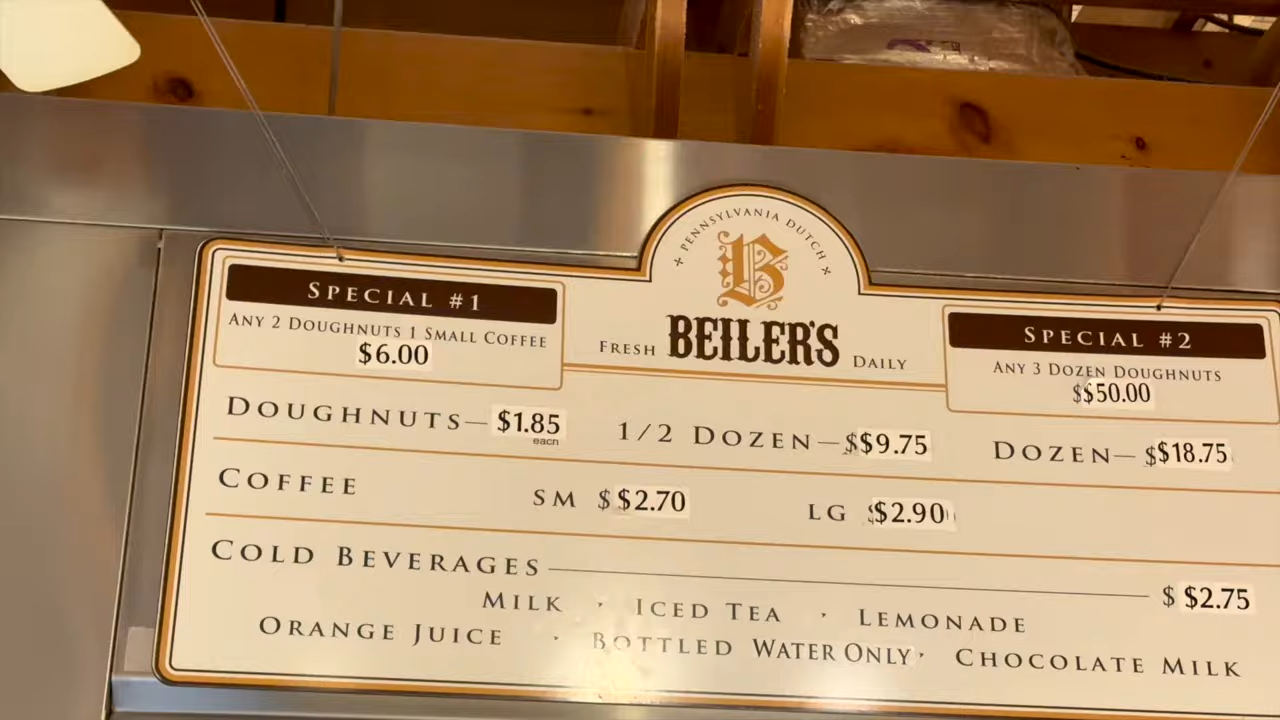 PENNSYLVANIA DUTCH
B
FRESH BEILER'S DAILY
SPECIAL #1
ANY 2 DOUGHNUTS 1 SMALL COFFEE
$6.00
SPECIAL #2
ANY 3 DOZEN DOUGHNUTS
$$50.00
DOUGHNUTS—$1.85 each 1/2 DOZEN—$$9.75 DOZEN—$$18.75
COFFEE SM $$2.70 LG $$2.90
COLD BEVERAGES $ $2.75
MILK · ICED TEA · LEMONADE
ORANGE JUICE · BOTTLED WATER ONLY · CHOCOLATE MILK